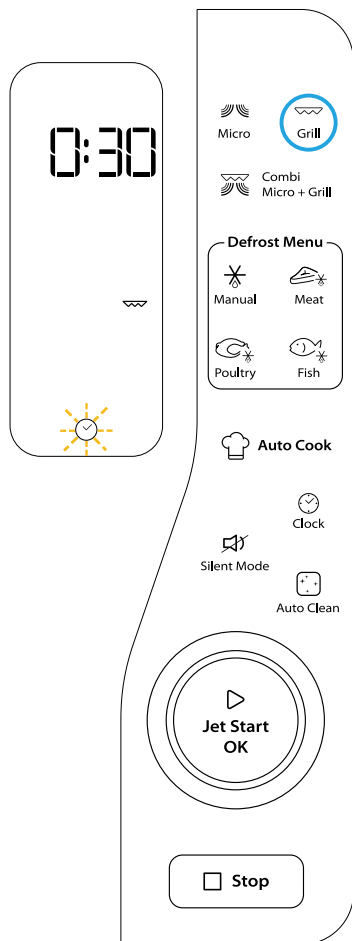 0:30
Micro
Grill
Combi
Micro + Grill
Defrost Menu
Manual
Meat
Poultry
Fish
Auto Cook
Clock
Silent Mode
Auto Clean
Jet Start
OK
Stop